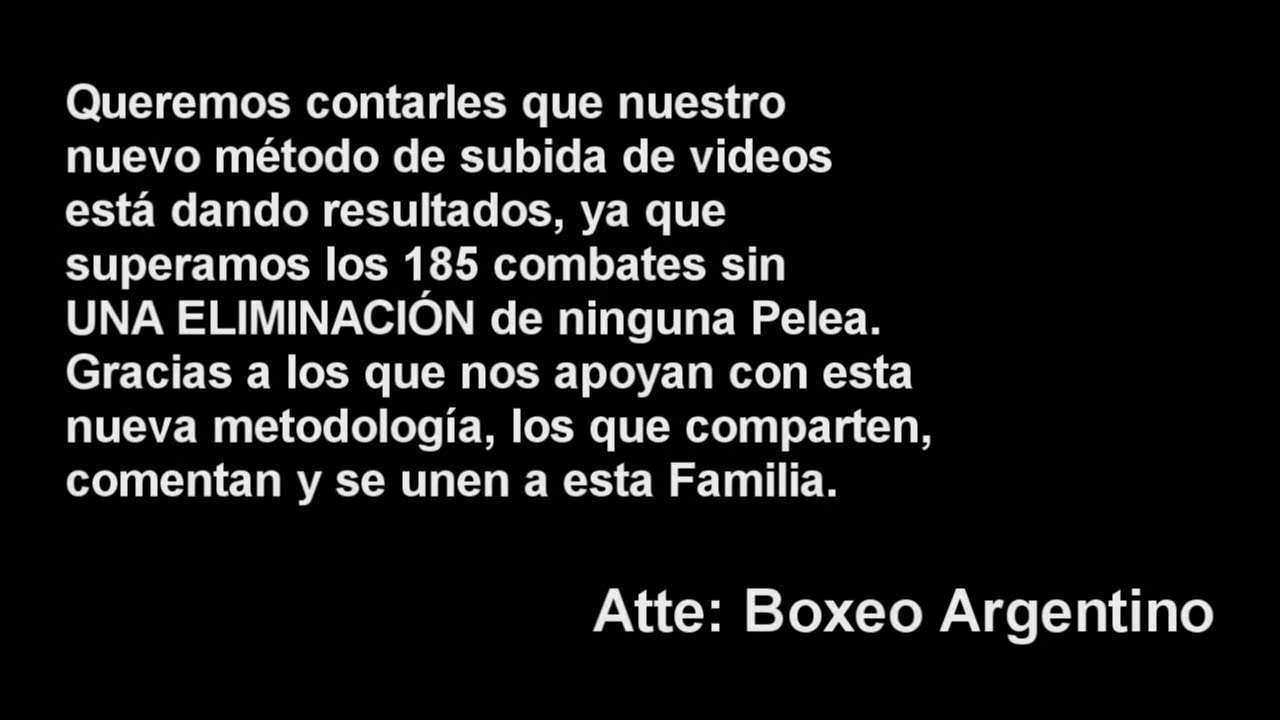 Queremos contarles que nuestro
nuevo método de subida de videos
está dando resultados, ya que
superamos los 185 combates sin
UNA ELIMINACIÓN de ninguna Pelea.
Gracias a los que nos apoyan con esta
nueva metodología, los que comparten,
comentan y se unen a esta Familia.
Atte: Boxeo Argentino